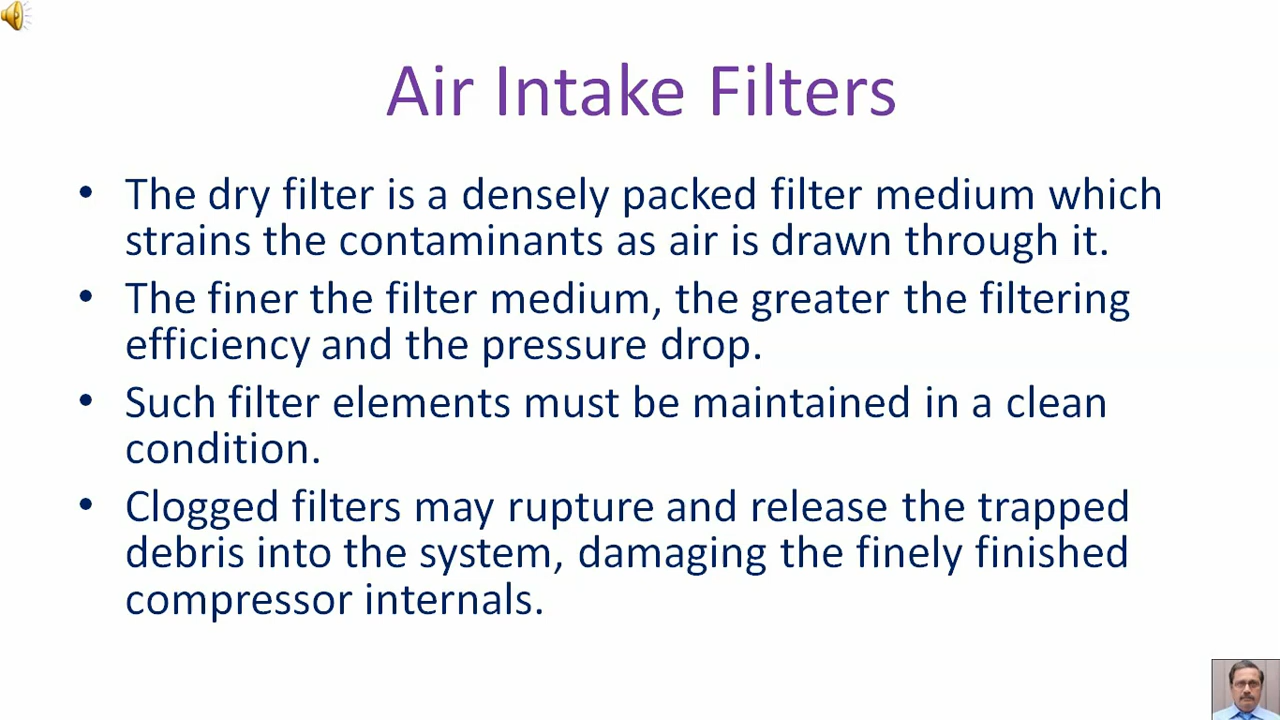 Air Intake Filters
• The dry filter is a densely packed filter medium which
strains the contaminants as air is drawn through it.
• The finer the filter medium, the greater the filtering
efficiency and the pressure drop.
• Such filter elements must be maintained in a clean
condition.
• Clogged filters may rupture and release the trapped
debris into the system, damaging the finely finished
compressor internals.